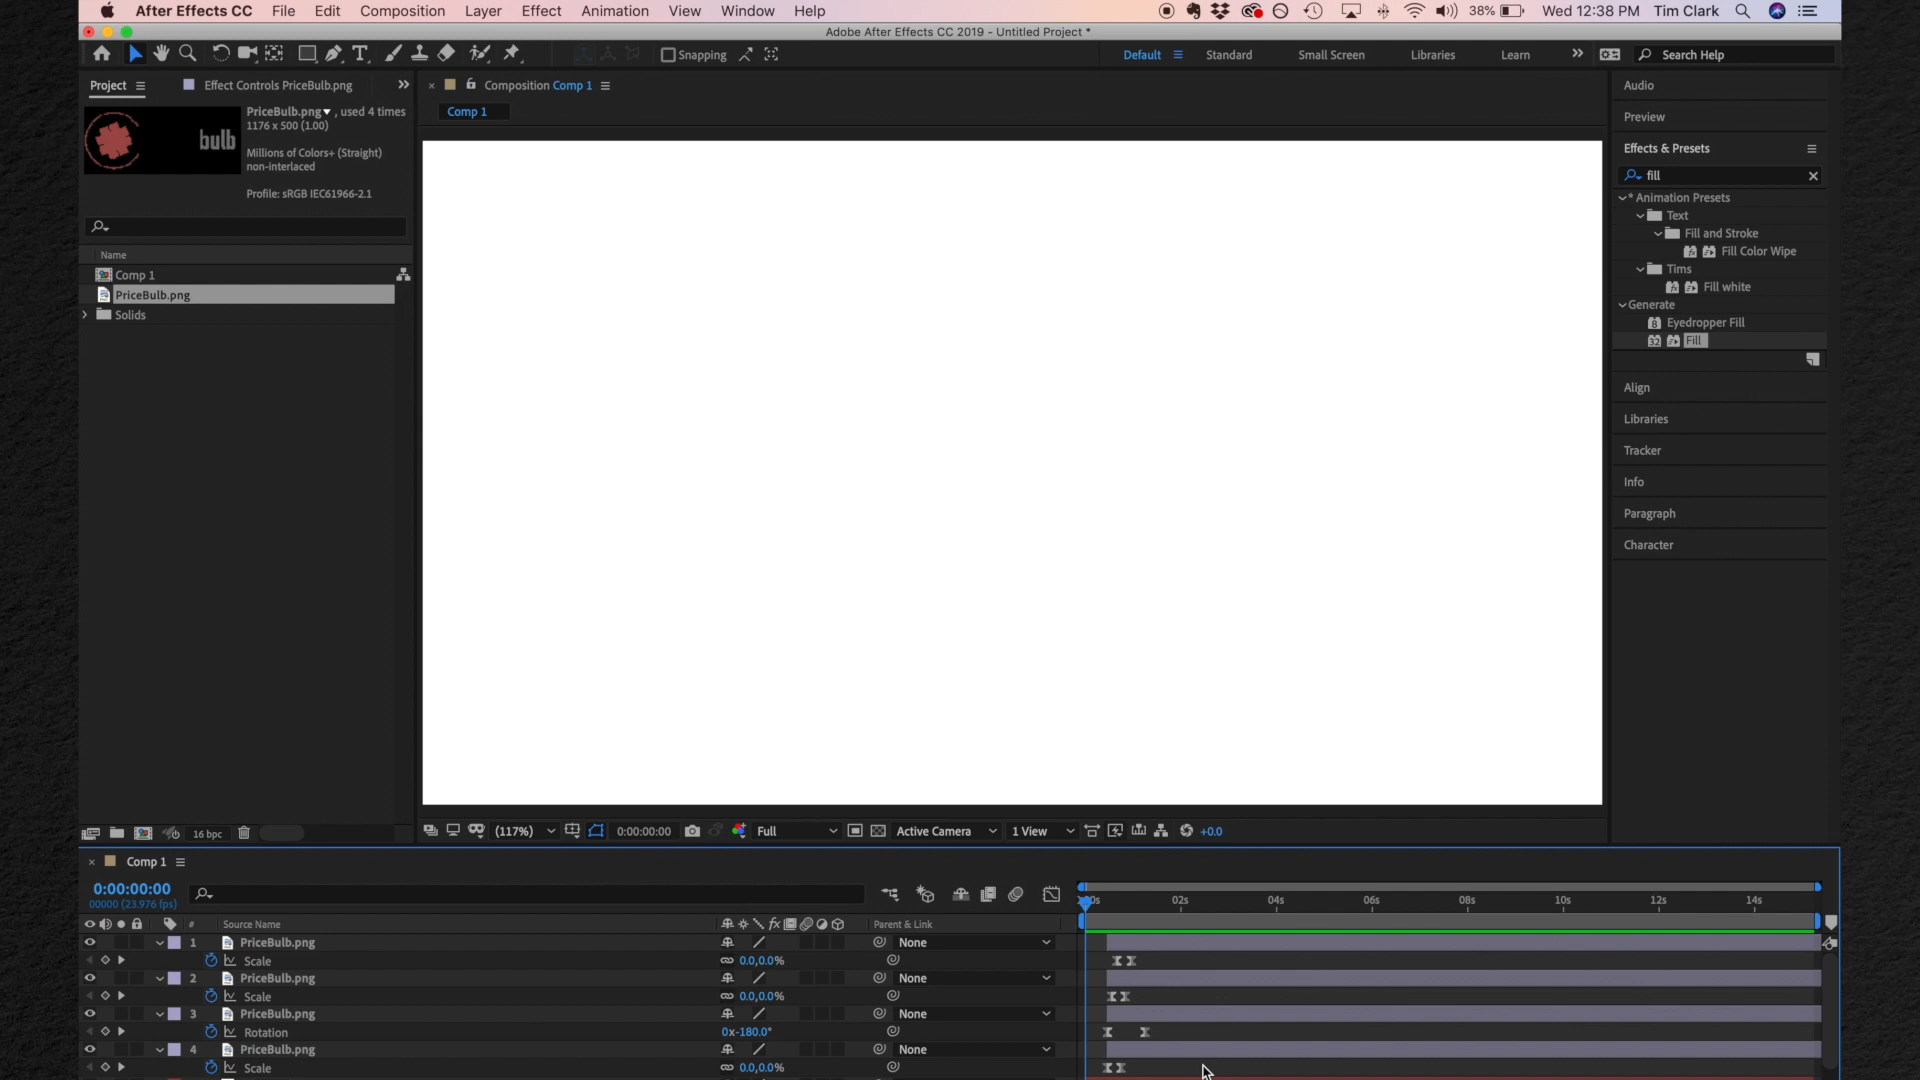 After Effects CC File Edit Composition Layer Effect Animation View Window Help 38% Wed 12:38 PM Tim Clark
Adobe After Effects CC 2019 - Untitled Project *
Snapping Default Standard Small Screen Libraries Learn Search Help
Project Effect Controls PriceBulb.png
Composition Comp 1
Comp 1
PriceBulb.png , used 4 times
1176 x 500 (1.00)
Millions of Colors+ (Straight)
non-interlaced
Profile: sRGB IEC61966-2.1
bulb
Name
Comp 1
PriceBulb.png
Solids
16 bpc
(117%) 0:00:00:00 Full Active Camera 1 View +0.0
Audio
Preview
Effects & Presets
fill
* Animation Presets
Text
Fill and Stroke
Fill Color Wipe
Tims
Fill white
Generate
Eyedropper Fill
Fill
Align
Libraries
Tracker
Info
Paragraph
Character
Comp 1
0:00:00:00
00000 (23.976 fps)
02s 04s 06s 08s 10s 12s 14s
# Source Name Parent & Link
1 PriceBulb.png None
Scale 0.0,0.0%
2 PriceBulb.png None
Scale 0.0,0.0%
3 PriceBulb.png None
Rotation 0x-180.0°
4 PriceBulb.png None
Scale 0.0,0.0%